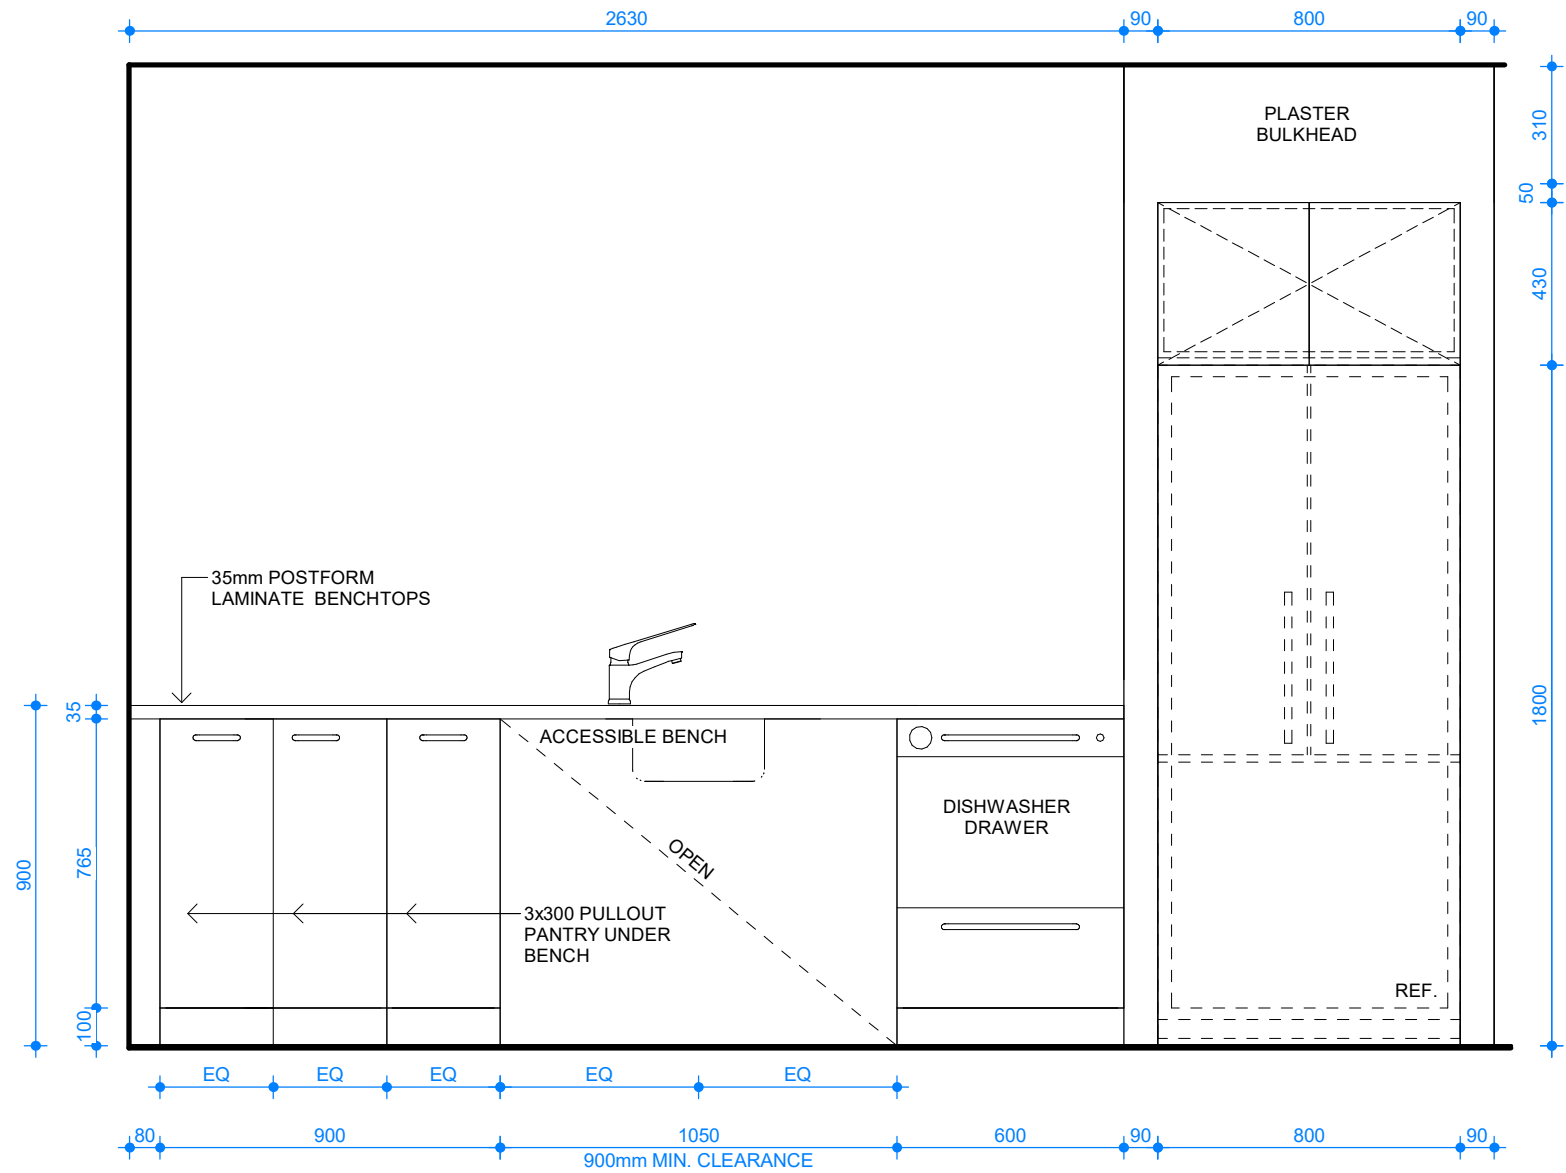 2630
90
800
90
PLASTER
BULKHEAD
310
50
430
35mm POSTFORM
LAMINATE BENCHTOPS
35
1800
ACCESSIBLE BENCH
DISHWASHER
DRAWER
OPEN
765
900
3x300 PULLOUT
PANTRY UNDER
BENCH
REF.
100
EQ
EQ
EQ
EQ
EQ
80
900
1050
600
90
800
90
900mm MIN. CLEARANCE